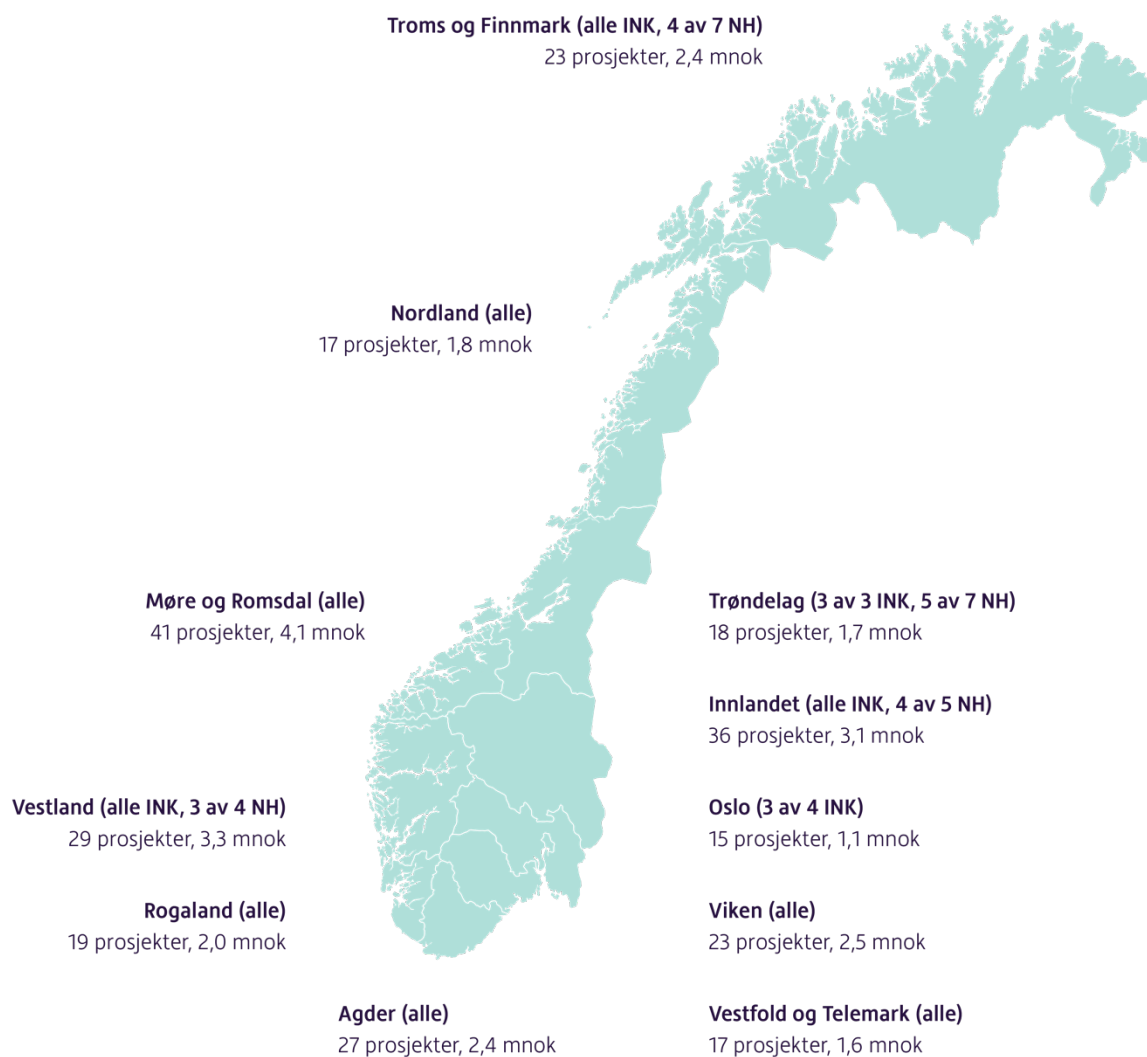 Troms og Finnmark (alle INK, 4 av 7 NH)
23 prosjekter, 2,4 mnok
Nordland (alle)
17 prosjekter, 1,8 mnok
Møre og Romsdal (alle)
41 prosjekter, 4,1 mnok
Trøndelag (3 av 3 INK, 5 av 7 NH)
18 prosjekter, 1,7 mnok
Innlandet (alle INK, 4 av 5 NH)
36 prosjekter, 3,1 mnok
Vestland (alle INK, 3 av 4 NH)
29 prosjekter, 3,3 mnok
Oslo (3 av 4 INK)
15 prosjekter, 1,1 mnok
Rogaland (alle)
19 prosjekter, 2,0 mnok
Viken (alle)
23 prosjekter, 2,5 mnok
Agder (alle)
27 prosjekter, 2,4 mnok
Vestfold og Telemark (alle)
17 prosjekter, 1,6 mnok